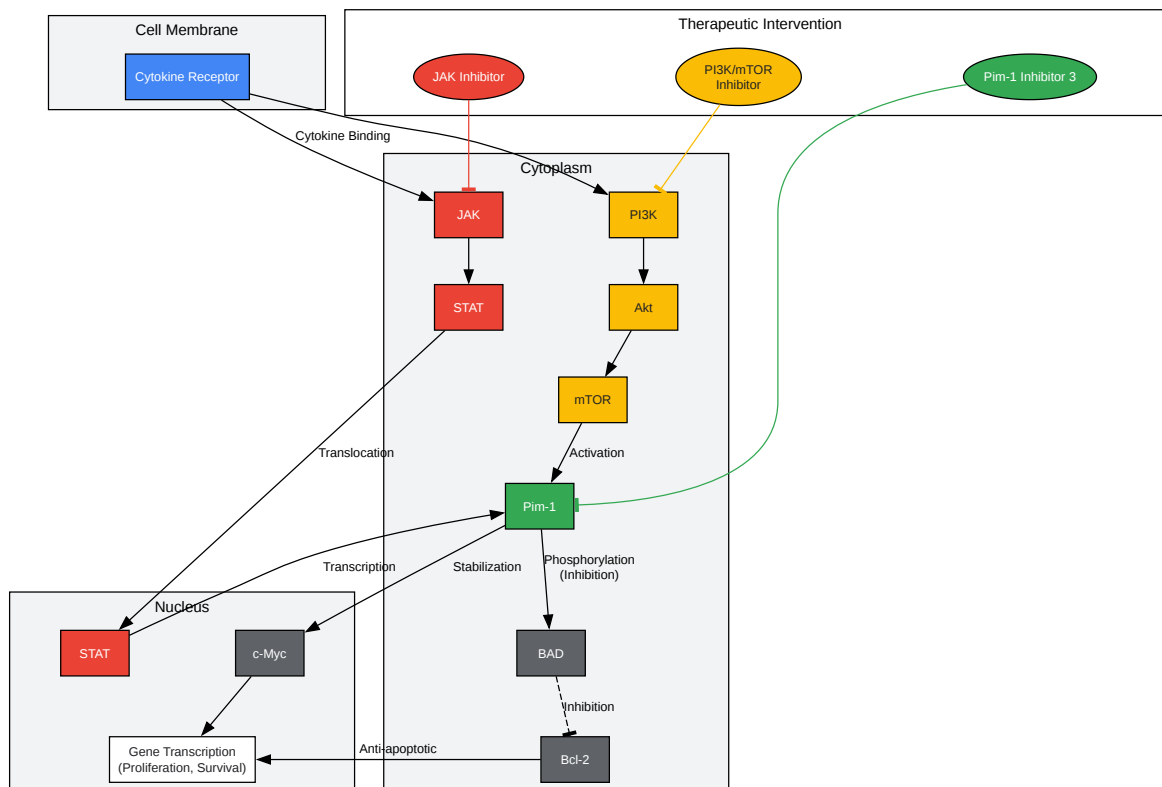 Cell Membrane
Therapeutic Intervention
Cytokine Receptor
JAK Inhibitor
PI3K/mTOR
Inhibitor
Pim-1 Inhibitor 3
Cytokine Binding
Cytoplasm
JAK
PI3K
STAT
Akt
mTOR
Translocation
Activation
Pim-1
Transcription
Stabilization
Phosphorylation
(Inhibition)
Nucleus
STAT
c-Myc
BAD
Inhibition
Gene Transcription
(Proliferation, Survival)
Anti-apoptotic
Bcl-2